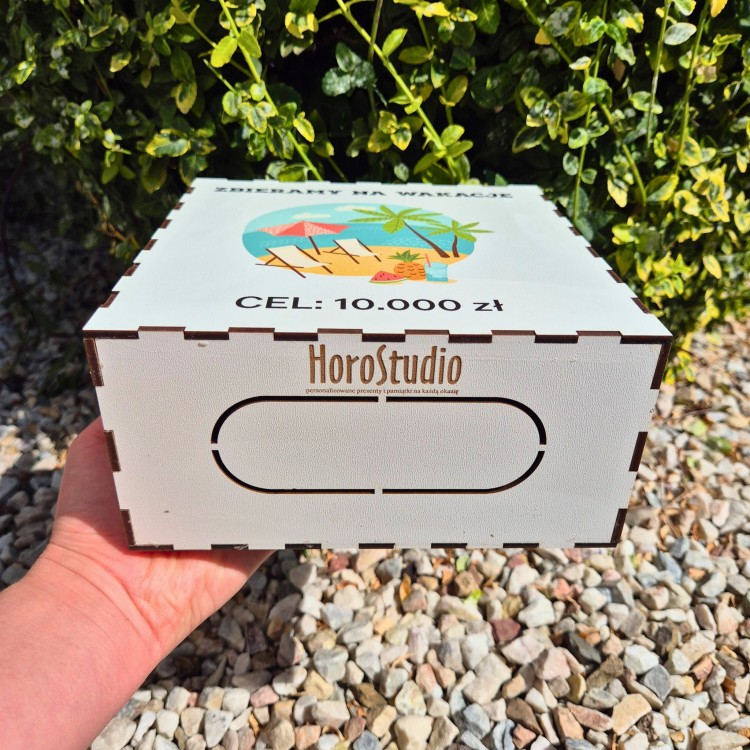 ZBIERAMY NA WAKACJE
CEL: 10.000 zł
HoroStudio
personalizowane prezenty i pamiątki na każdą okazję